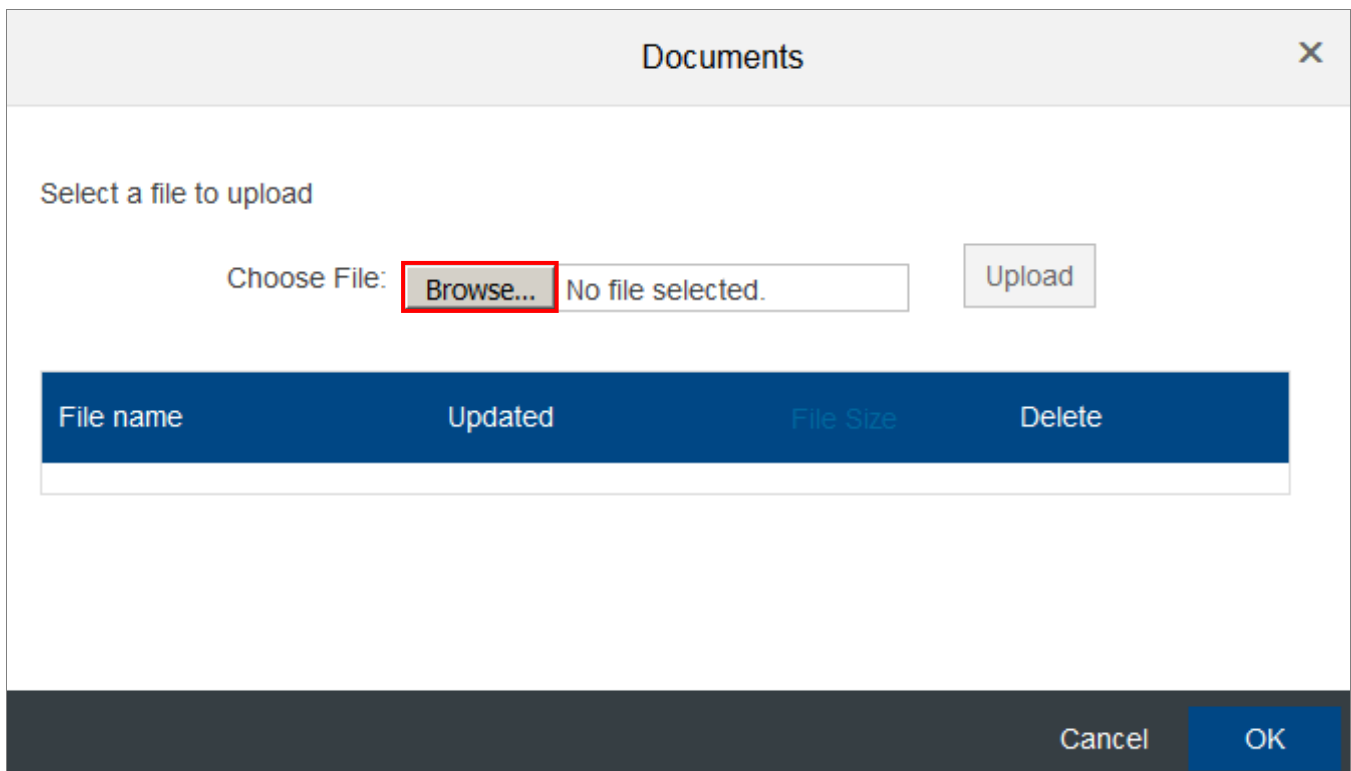 Documents ×
Select a file to upload
Choose File: Browse... No file selected. Upload
File name Updated File Size Delete
Cancel OK